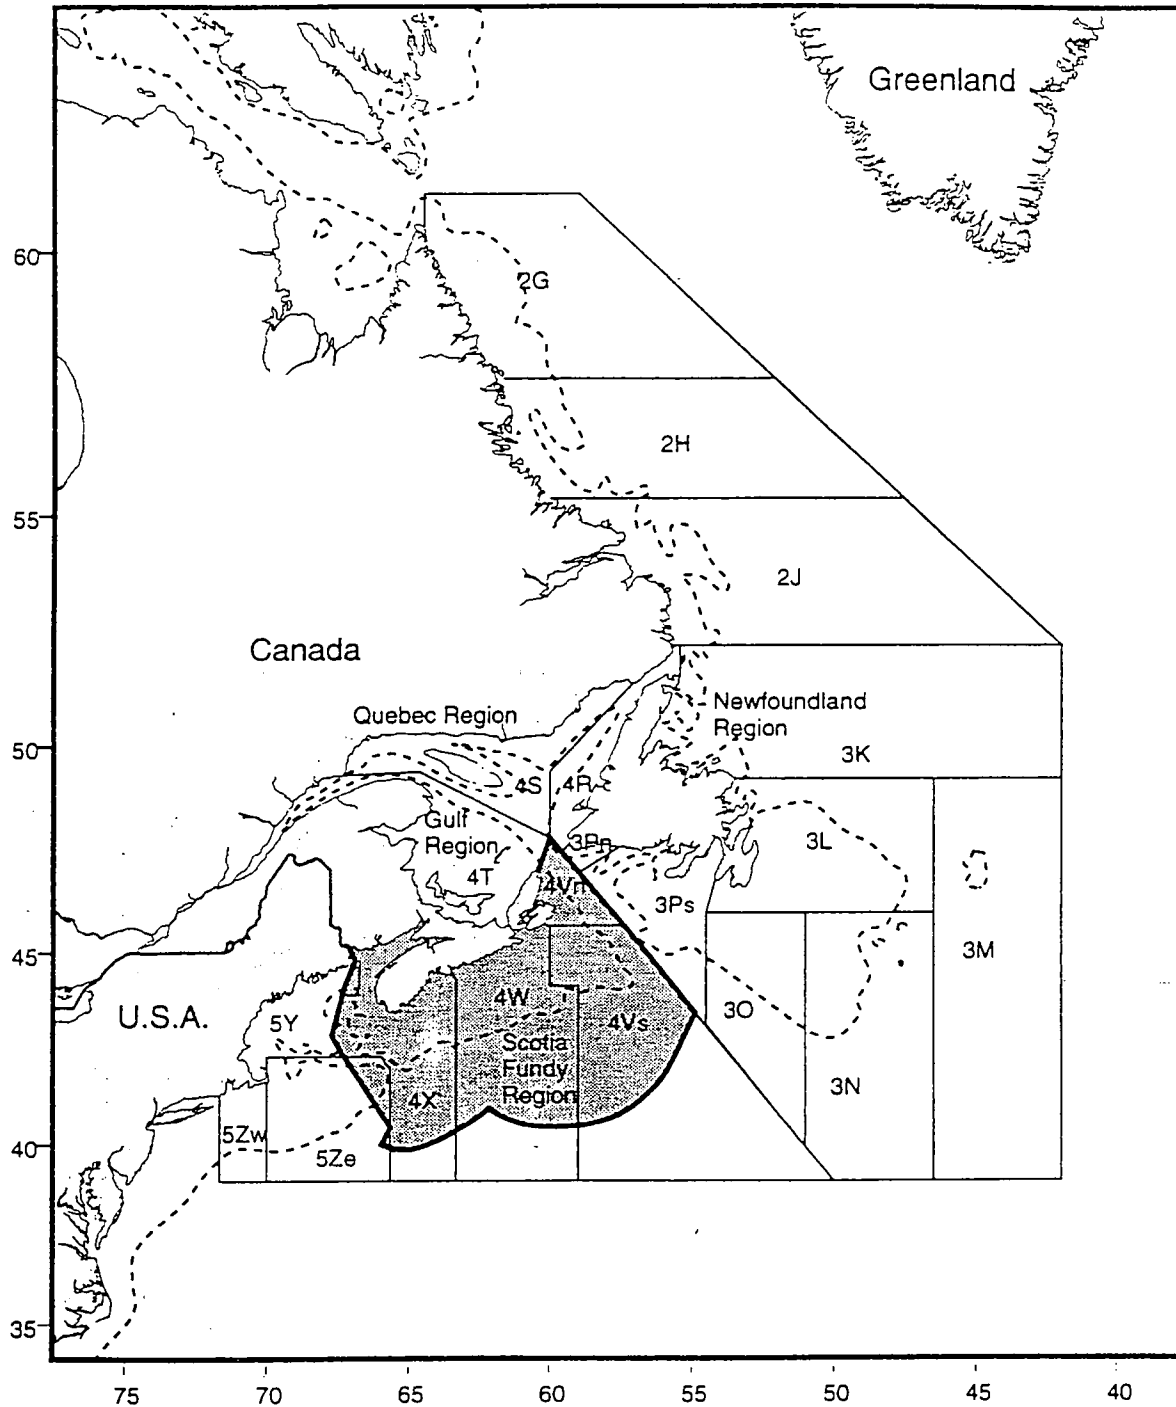 Greenland
60
2G
2H
55
2J
Canada
Quebec Region
Newfoundland
Region
50
3K
4S
4R
Gulf
Region
3Pn
3L
4T
4Vn
3Ps
45
3M
4W
3O
U.S.A.
5Y
4Vs
Scotia
Fundy
Region
3N
4X
5Zw
40
5Ze
35
75
70
65
60
55
50
45
40